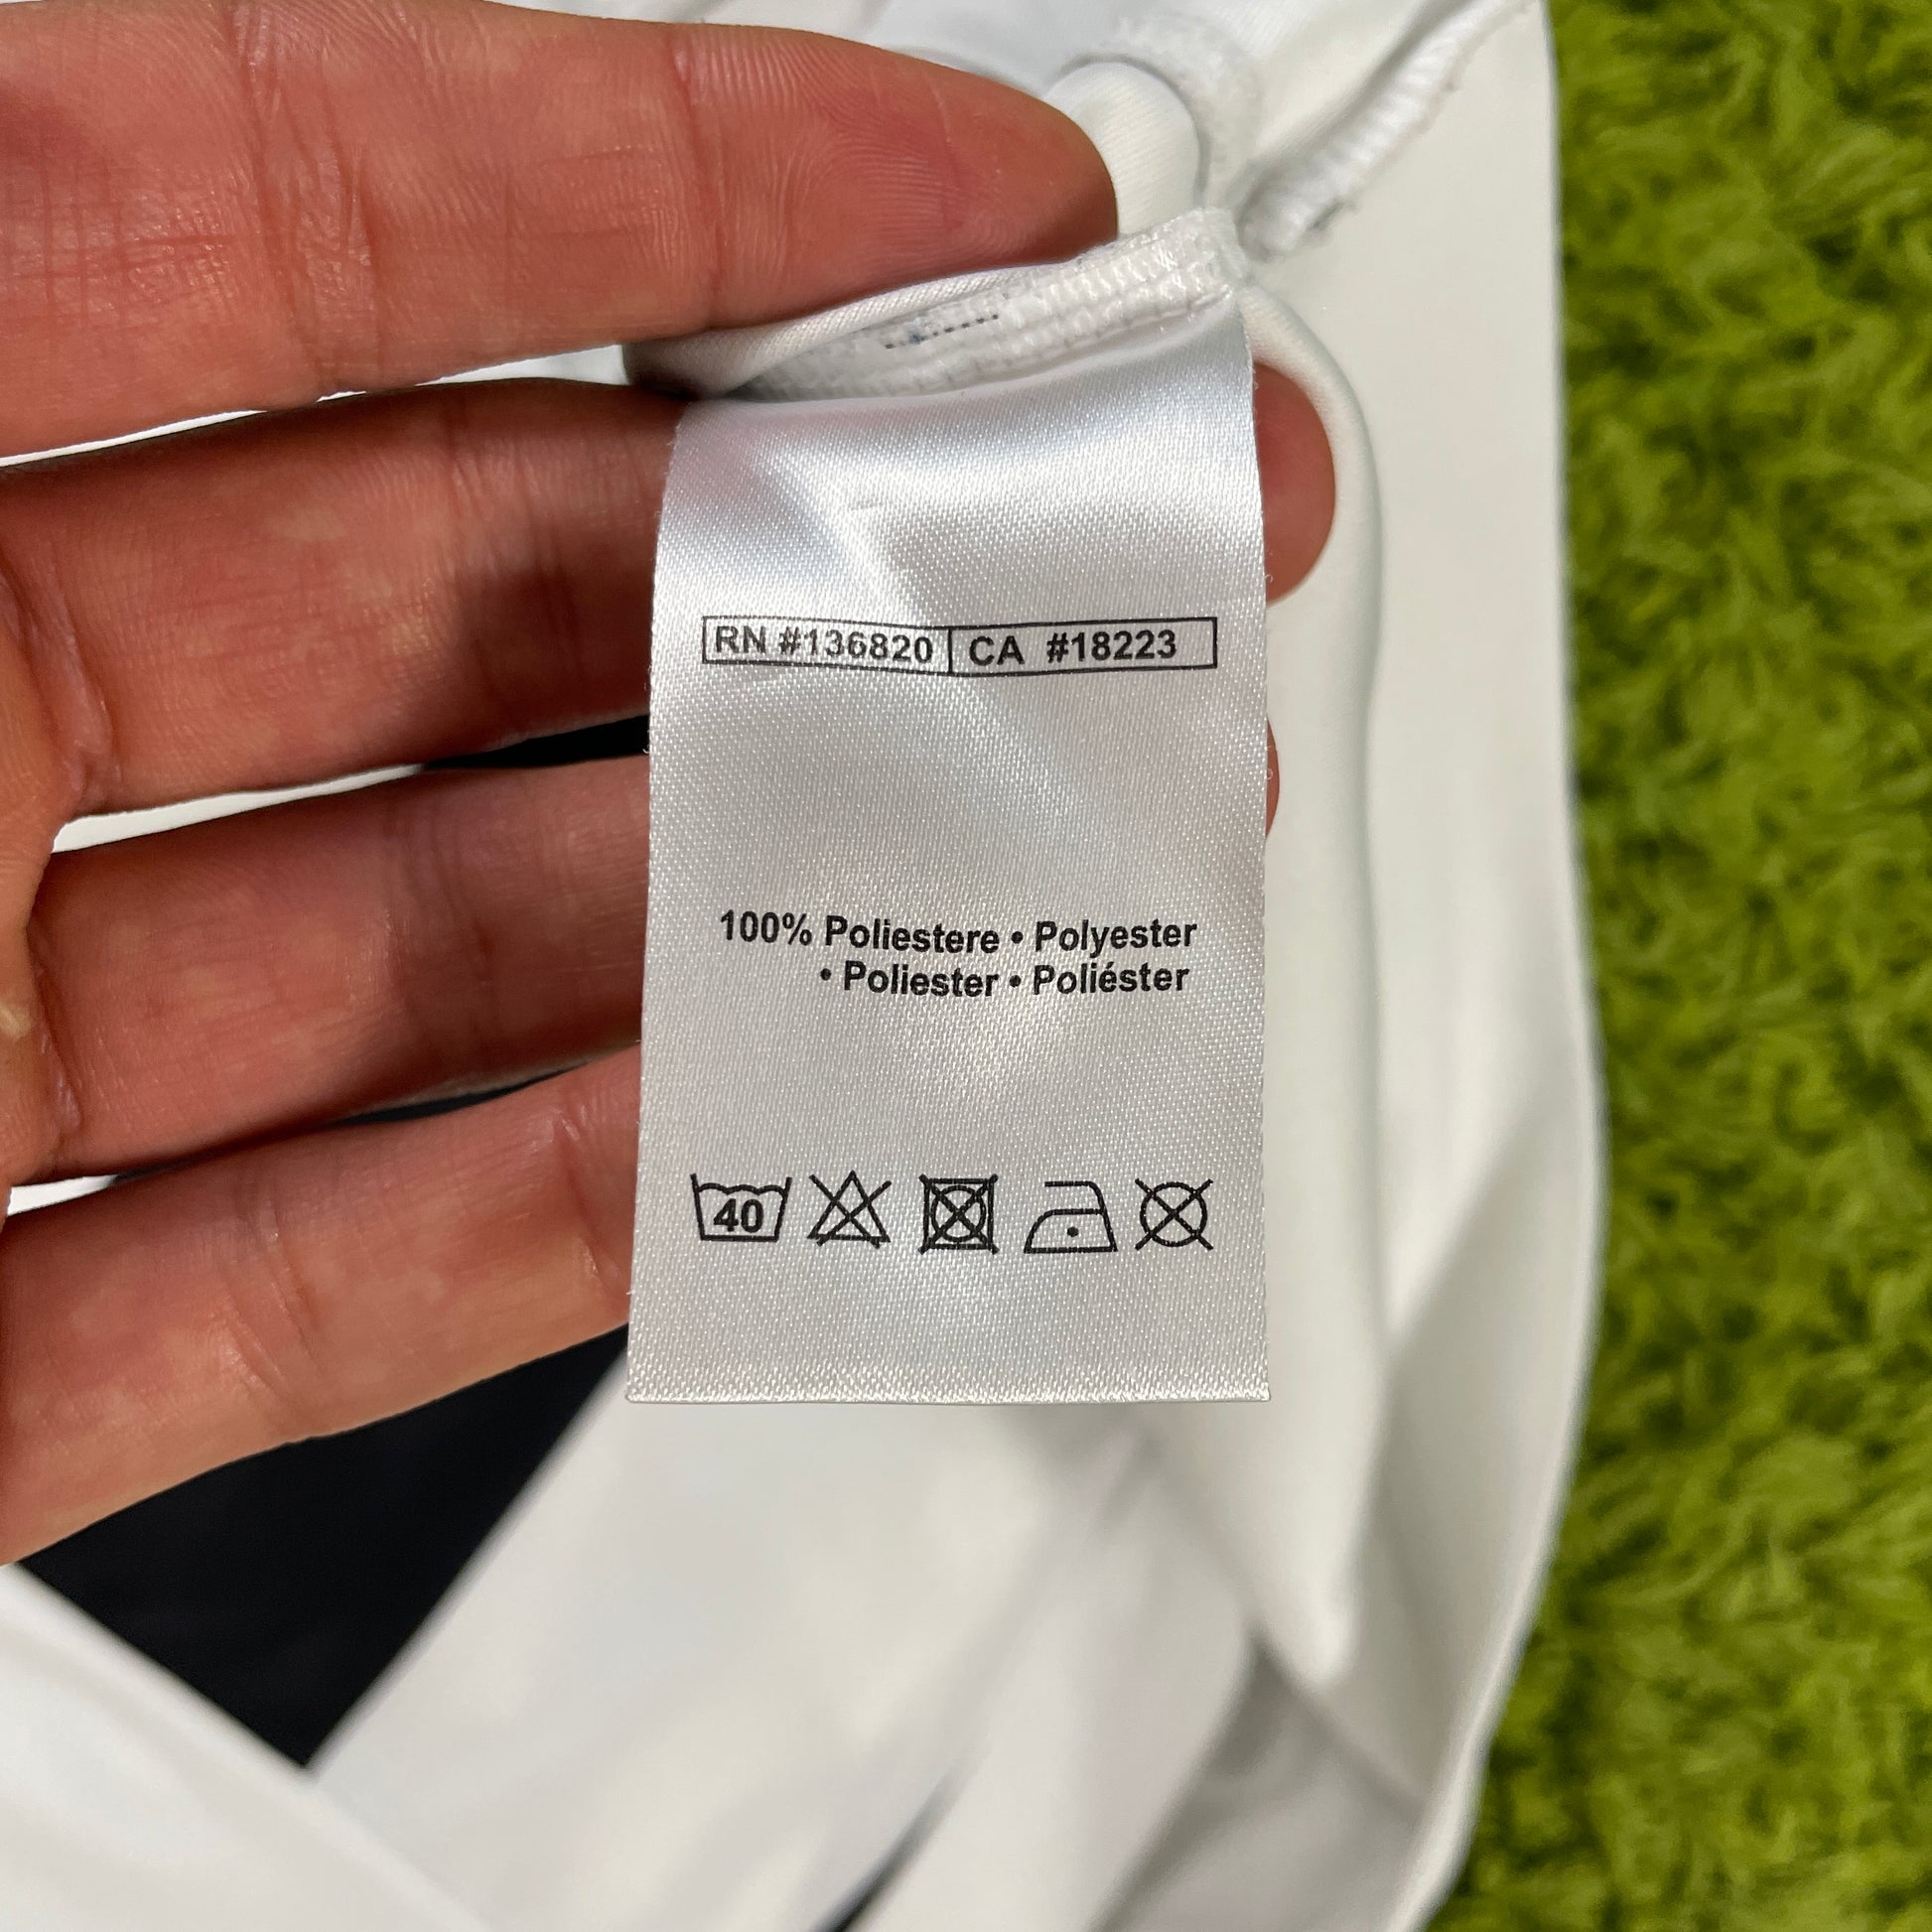 RN #136820 CA #18223
100% Poliestere • Polyester
• Poliester • Poliéster
40